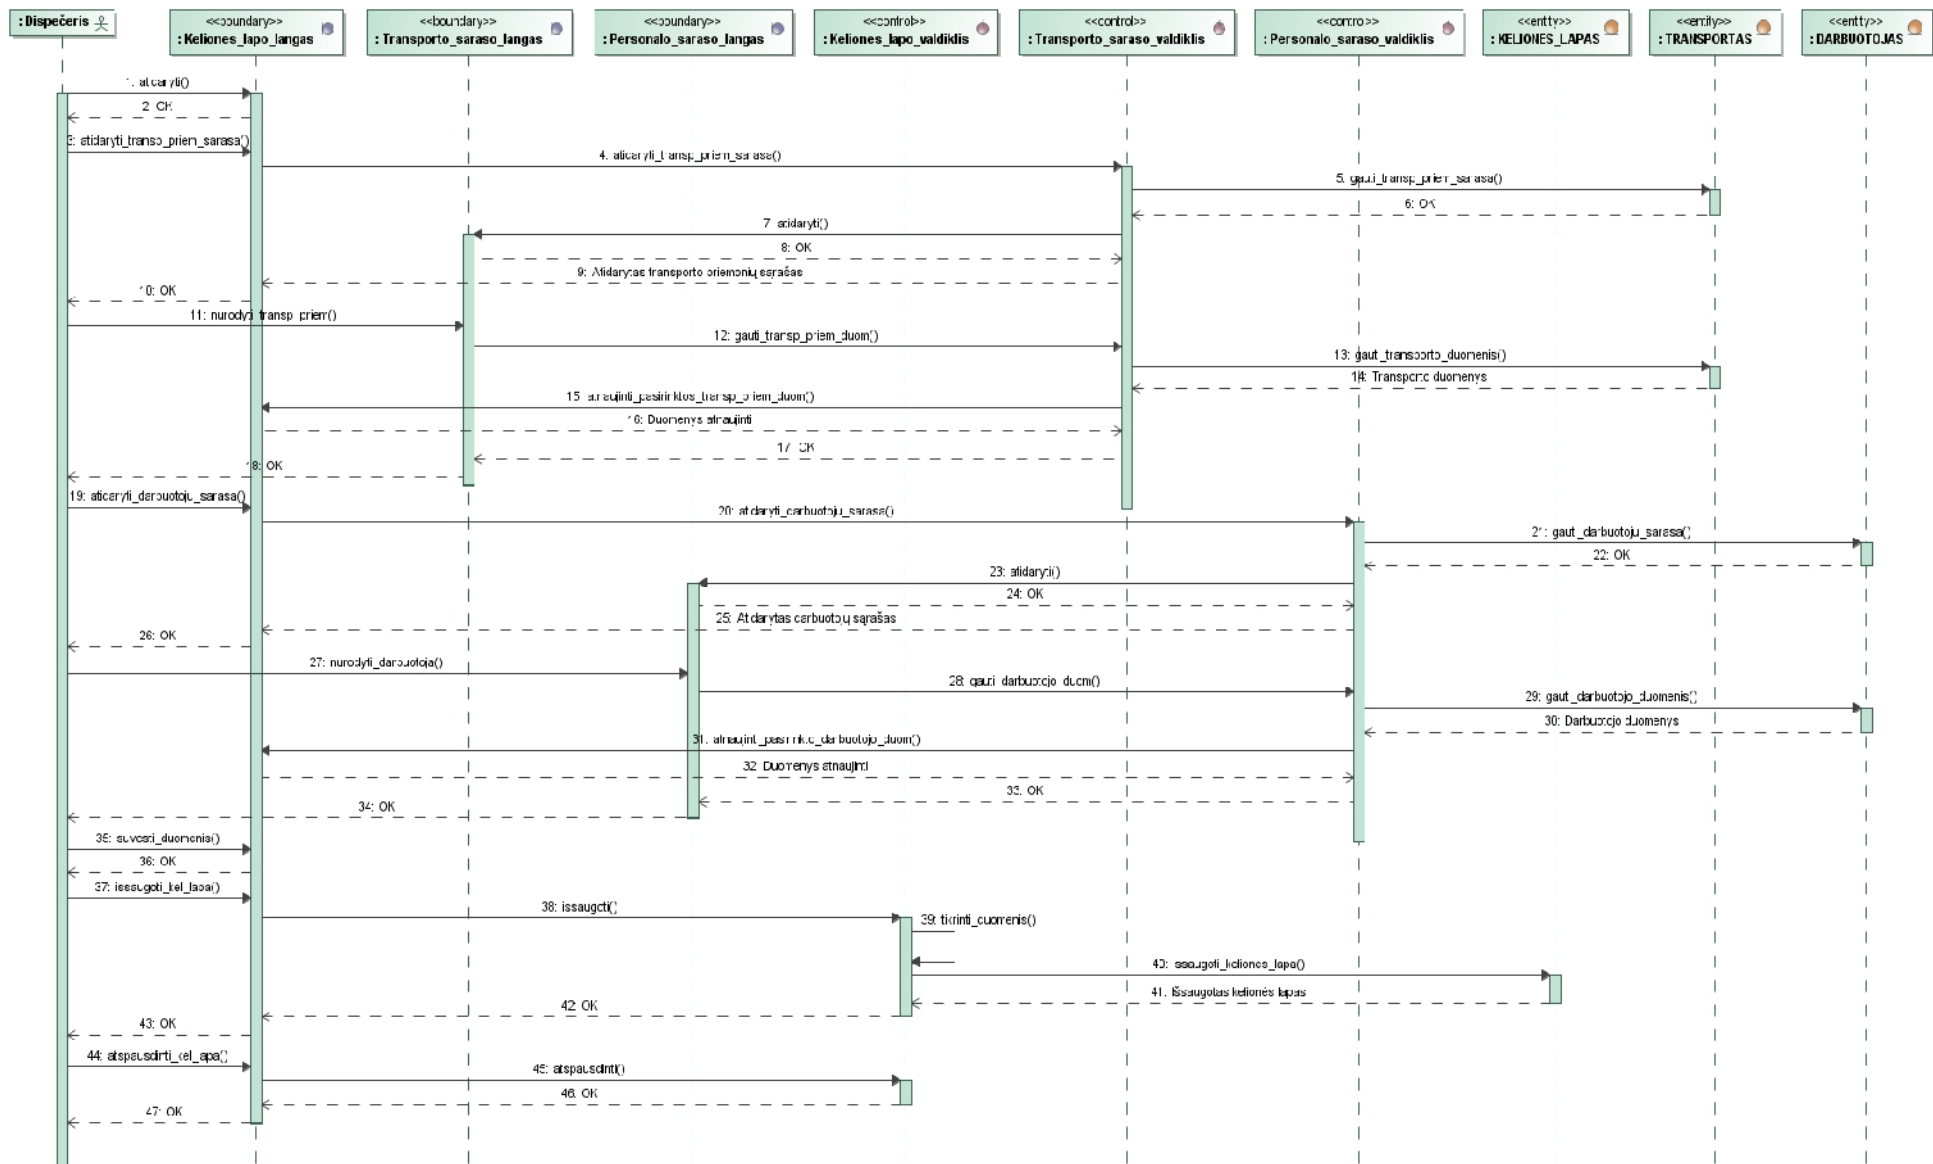 : Dispečeris
<<boundary>>
: Keliones_lapo_langas
<<boundary>>
: Transporto_saraso_langas
<<boundary>>
: Personalo_saraso_langas
<<control>>
: Keliones_lapo_valdiklis
<<control>>
: Transporto_saraso_valdiklis
<<control>>
: Personalo_saraso_valdiklis
<<entity>>
: KELIONES_LAPAS
<<entity>>
: TRANSPORTAS
<<entity>>
: DARBUOTOJAS
1: atidaryti()
2: OK
3: atidaryti_transp_priem_sarasa()
4: atidaryti_transp_priem_sarasa()
5: gauti_transp_priem_sarasa()
6: OK
7: atidaryti()
8: OK
9: Atidarytas transporto priemonių sąrašas
10: OK
11: nurodyti_transp_priem()
12: gauti_transp_priem_duom()
13: gauti_transporto_duomenis()
14: Transporto duomenys
15: atnaujinti_pasirinktos_transp_priem_duom()
16: Duomenys atnaujinti
17: OK
18: OK
19: atidaryti_darbuotoju_sarasa()
20: atidaryti_darbuotoju_sarasa()
21: gauti_darbuotoju_sarasa()
22: OK
23: atidaryti()
24: OK
25: Atidarytas darbuotojų sąrašas
26: OK
27: nurodyti_darbuotoja()
28: gauti_darbuotojo_duom()
29: gauti_darbuotojo_duomenis()
30: Darbuotojo duomenys
31: atnaujinti_pasirinkto_darbuotojo_duom()
32: Duomenys atnaujinti
33: OK
34: OK
35: suvesti_duomenis()
36: OK
37: issaugoti_kel_lapa()
38: issaugoti()
39: tikrinti_duomenis()
40: issaugoti_keliones_lapa()
41: Išsaugotas kelionės lapas
42: OK
43: OK
44: atspausdinti_kel_lapa()
45: atspausdinti()
46: OK
47: OK